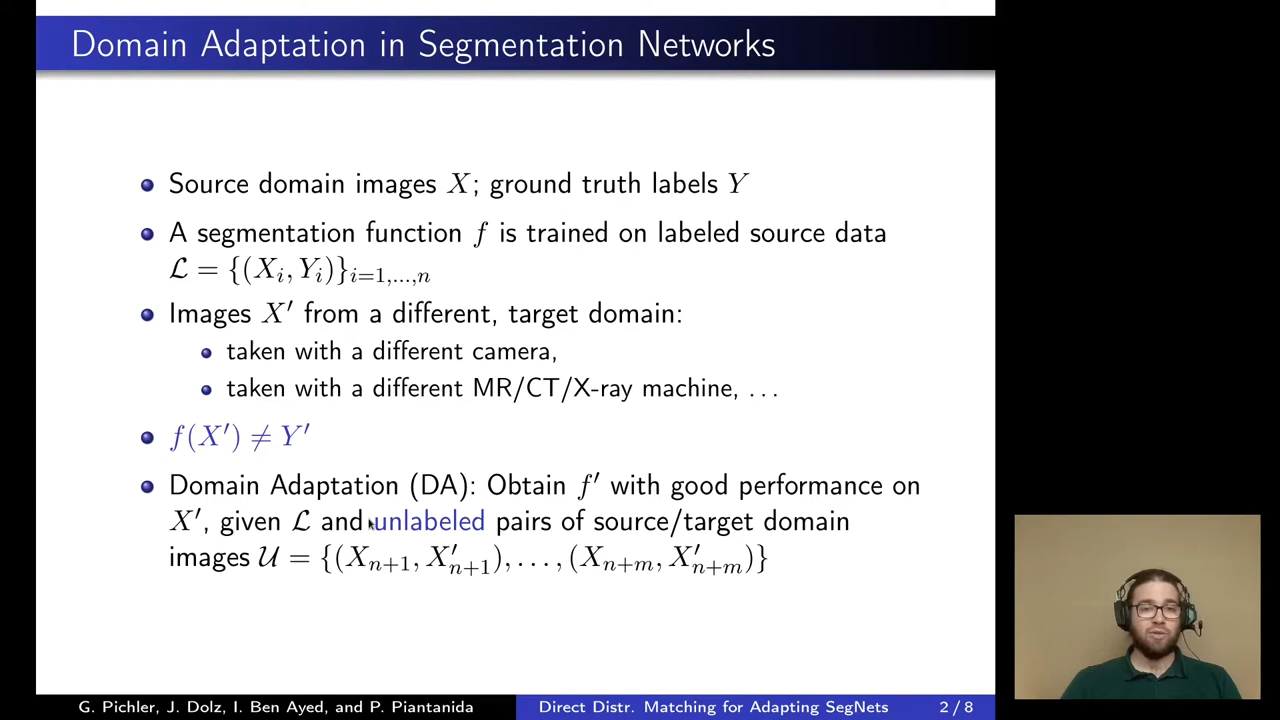 Domain Adaptation in Segmentation Networks
Source domain images X; ground truth labels Y
A segmentation function f is trained on labeled source data
ℒ = {(Xᵢ, Yᵢ)}ᵢ₌₁,...,ₙ
Images X′ from a different, target domain:
taken with a different camera,
taken with a different MR/CT/X-ray machine, ...
f(X′) ≠ Y′
Domain Adaptation (DA): Obtain f′ with good performance on
X′, given ℒ and unlabeled pairs of source/target domain
images 𝒰 = {(Xₙ₊₁, X′ₙ₊₁), ..., (Xₙ₊ₘ, X′ₙ₊ₘ)}
G. Pichler, J. Dolz, I. Ben Ayed, and P. Piantanida
Direct Distr. Matching for Adapting SegNets
2/8